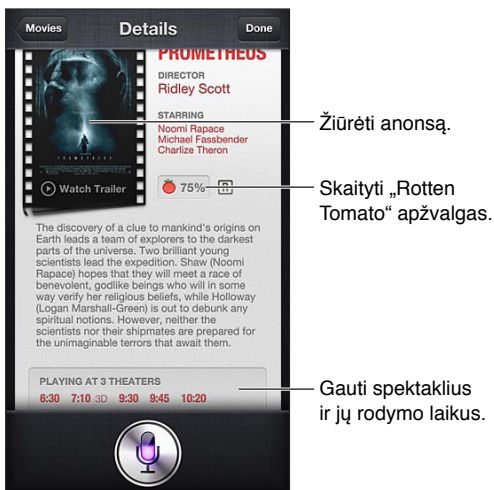 Movies
Details
Done
PROMETHEUS
DIRECTOR
Ridley Scott
STARRING
Noomi Rapace
Michael Fassbender
Charlize Theron
PROMETHEUS
Watch Trailer
75%
R
The discovery of a clue to mankind's origins on
Earth leads a team of explorers to the darkest
parts of the universe. Two brilliant young
scientists lead the expedition. Shaw (Noomi
Rapace) hopes that they will meet a race of
benevolent, godlike beings who will in some
way verify her religious beliefs, while Holloway
(Logan Marshall-Green) is out to debunk any
spiritual notions. However, neither the
scientists nor their shipmates are prepared for
the unimaginable terrors that await them.
PLAYING AT 3 THEATERS
6:30 7:10 3D 9:30 9:45 10:20
Žiūrėti anonsą.
Skaityti „Rotten
Tomato“ apžvalgas.
Gauti spektaklius
ir jų rodymo laikus.